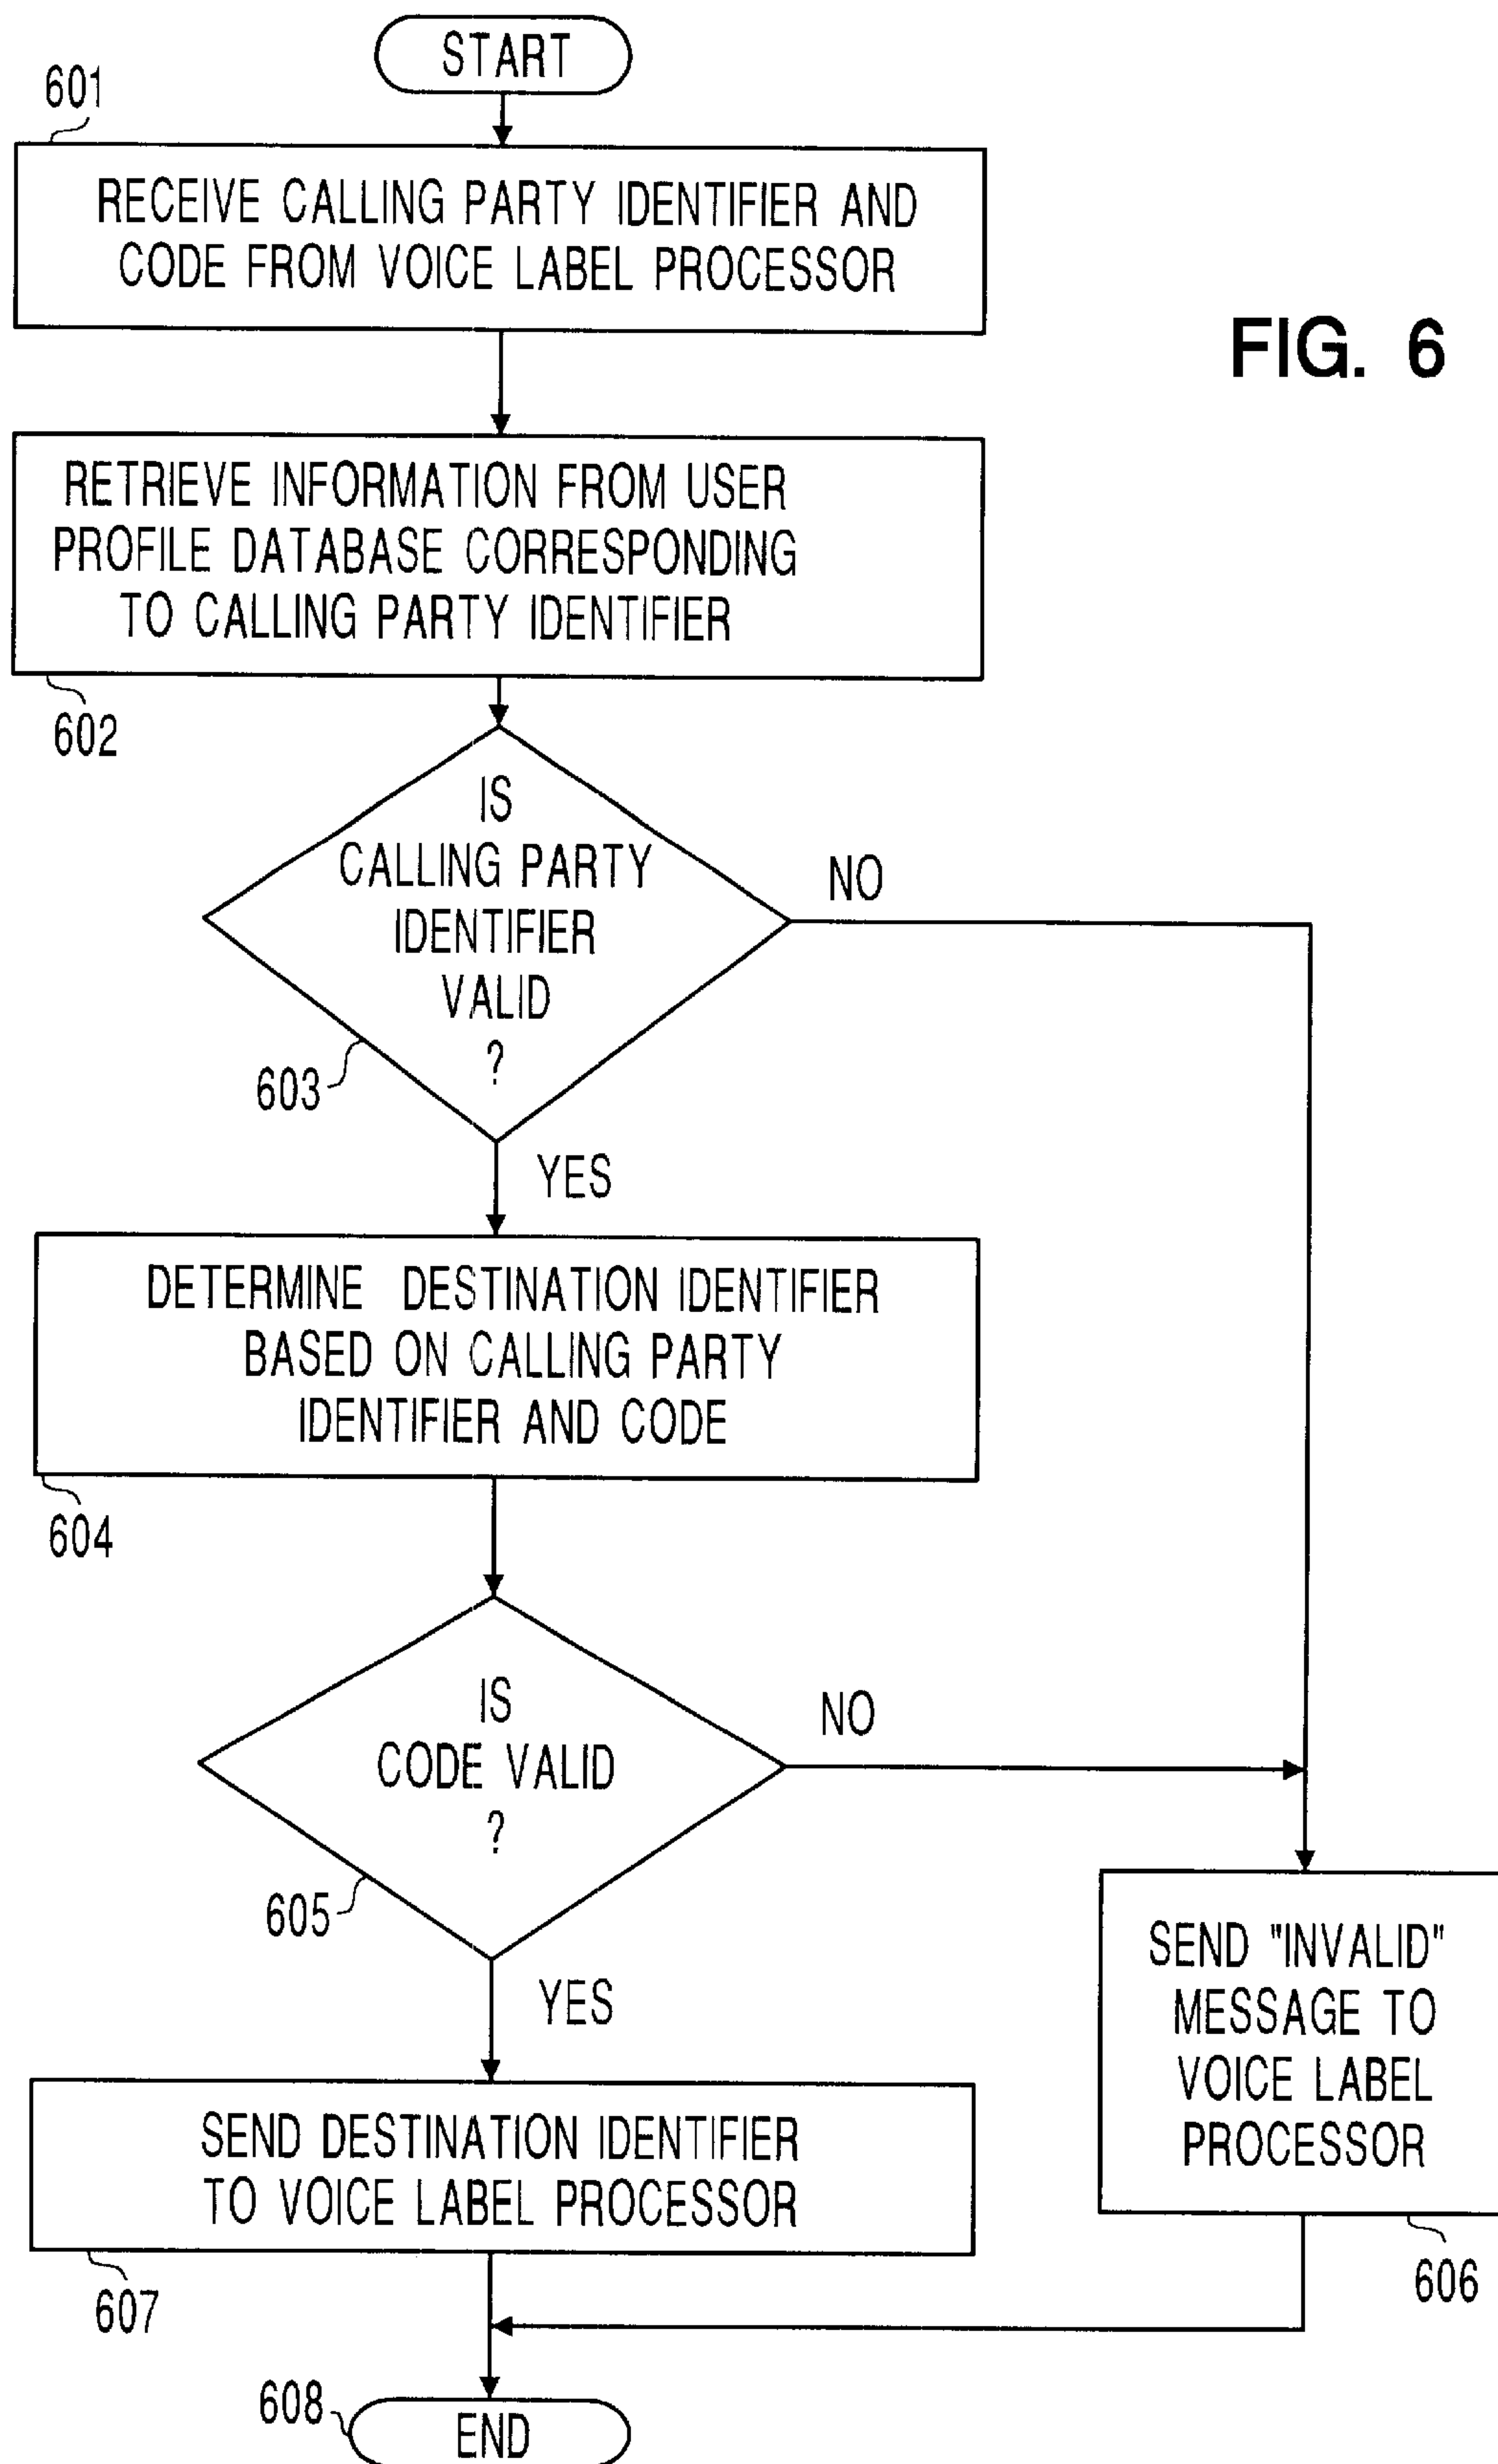 START
601
RECEIVE CALLING PARTY IDENTIFIER AND
CODE FROM VOICE LABEL PROCESSOR
FIG. 6
RETRIEVE INFORMATION FROM USER
PROFILE DATABASE CORRESPONDING
TO CALLING PARTY IDENTIFIER
602
IS
CALLING PARTY
IDENTIFIER
VALID
?
NO
603
YES
DETERMINE DESTINATION IDENTIFIER
BASED ON CALLING PARTY
IDENTIFIER AND CODE
604
IS
CODE VALID
?
NO
605
YES
SEND "INVALID"
MESSAGE TO
VOICE LABEL
PROCESSOR
606
SEND DESTINATION IDENTIFIER
TO VOICE LABEL PROCESSOR
607
608
END